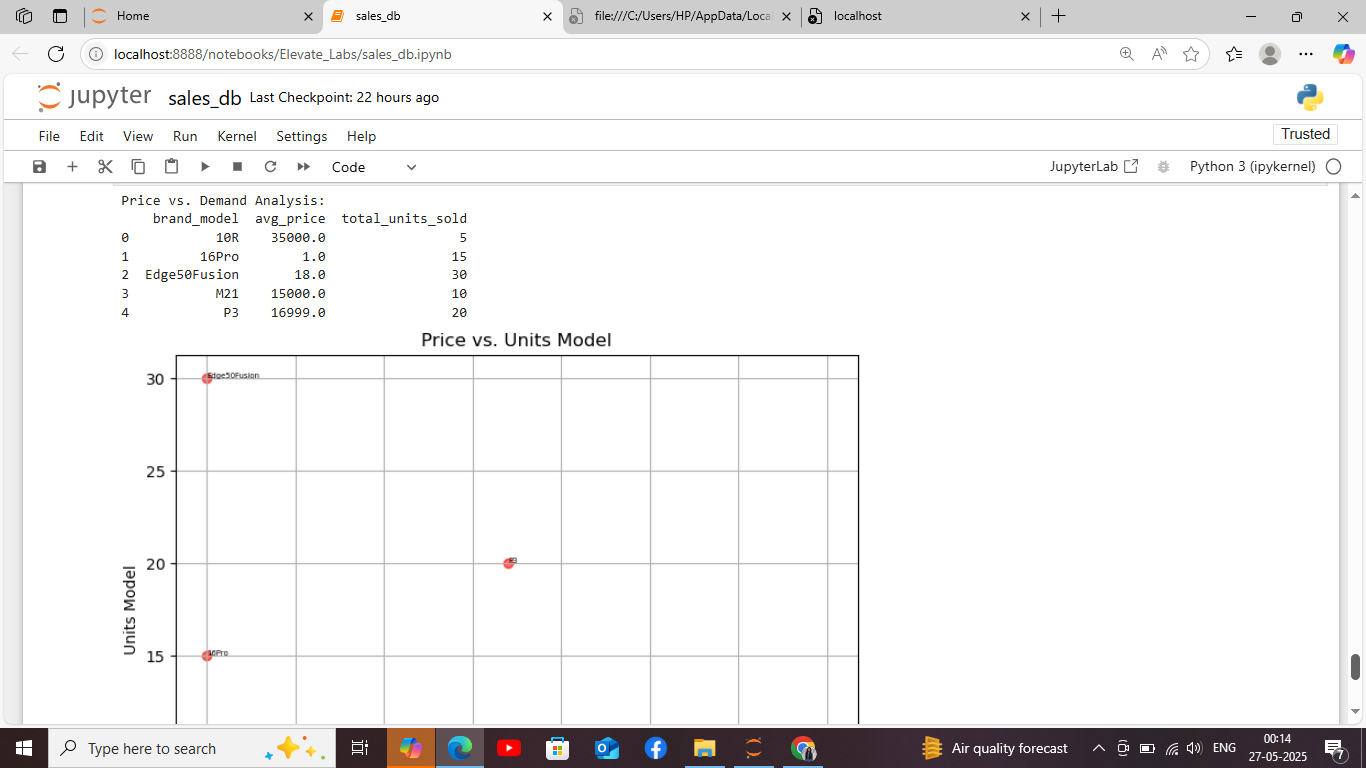 Home
sales_db
file:///C:/Users/HP/AppData/Loca
localhost
localhost:8888/notebooks/Elevate_Labs/sales_db.ipynb
jupyter sales_db Last Checkpoint: 22 hours ago
File Edit View Run Kernel Settings Help
Trusted
Code
JupyterLab
Python 3 (ipykernel)
Price vs. Demand Analysis:
brand_model avg_price total_units_sold
0 10R 35000.0 5
1 16Pro 1.0 15
2 Edge50Fusion 18.0 30
3 M21 15000.0 10
4 P3 16999.0 20
Price vs. Units Model
30
Edge50Fusion
25
20
P3
Units Model
15
16Pro
Type here to search
Air quality forecast
ENG
00:14
27-05-2025
7